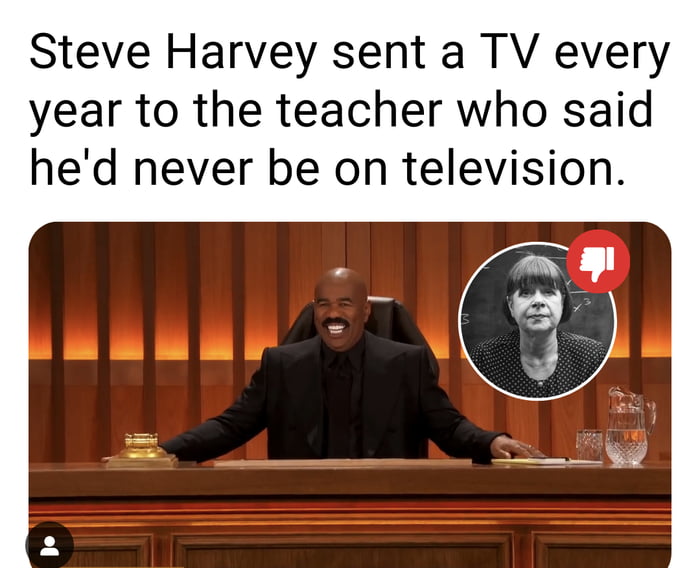 Steve Harvey sent a TV every
year to the teacher who said
he'd never be on television.